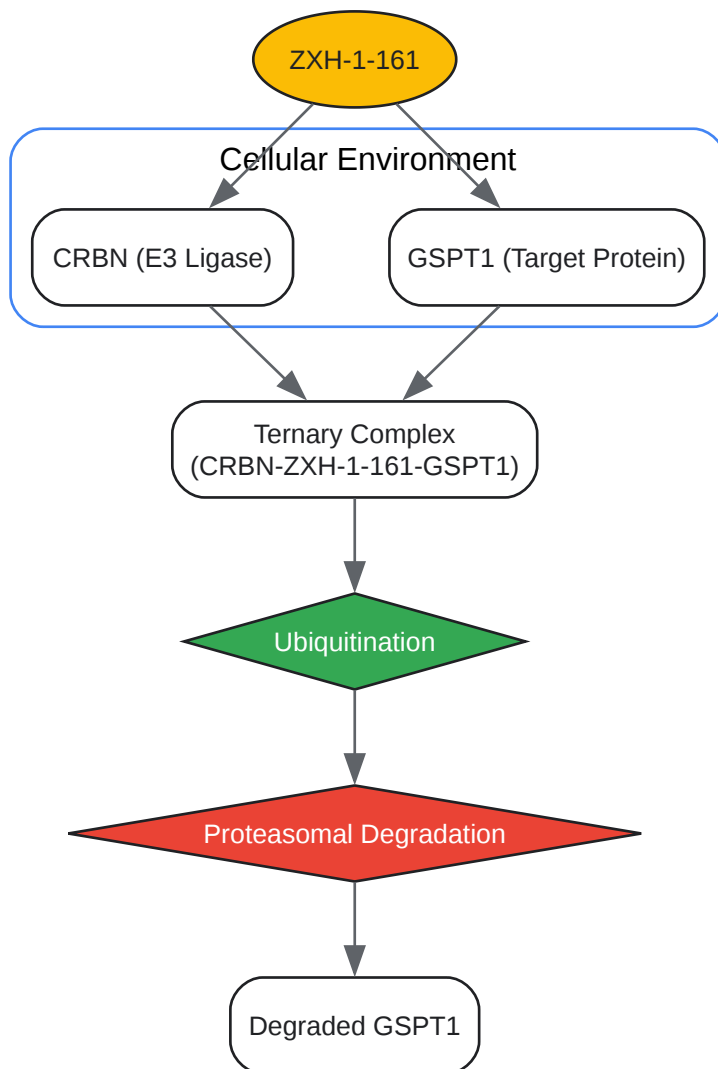 ZXH-1-161
Cellular Environment
CRBN (E3 Ligase)
GSPT1 (Target Protein)
Ternary Complex
(CRBN-ZXH-1-161-GSPT1)
Ubiquitination
Proteasomal Degradation
Degraded GSPT1